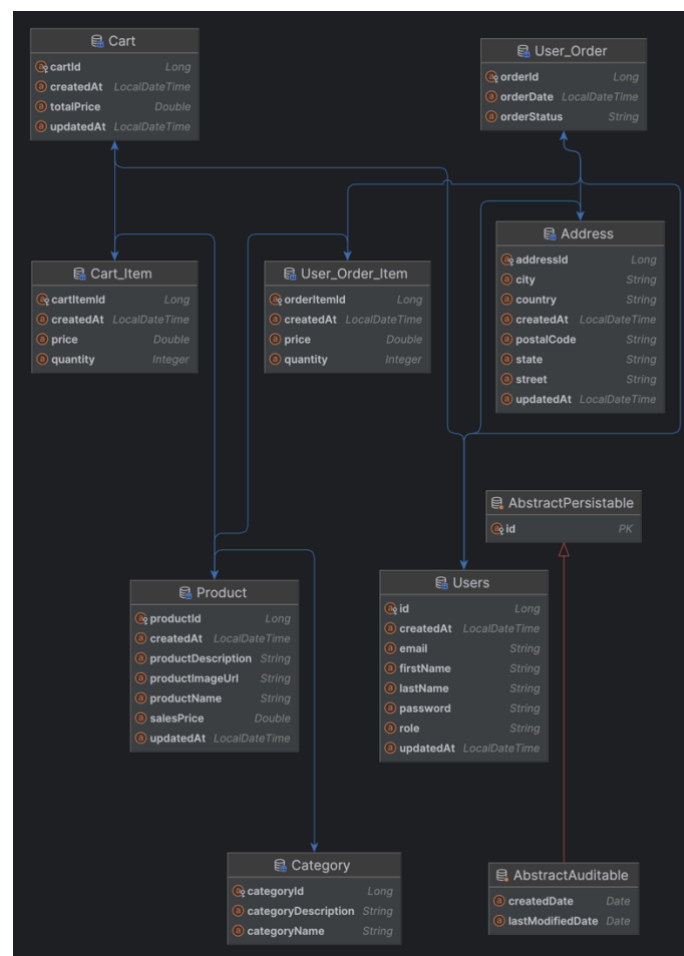 Cart
cartId Long
createdAt LocalDateTime
totalPrice Double
updatedAt LocalDateTime
User_Order
orderId Long
orderDate LocalDateTime
orderStatus String
Cart_Item
cartItemId Long
createdAt LocalDateTime
price Double
quantity Integer
User_Order_Item
orderItemId Long
createdAt LocalDateTime
price Double
quantity Integer
Address
addressId Long
city String
country String
createdAt LocalDateTime
postalCode String
state String
street String
updatedAt LocalDateTime
AbstractPersistable
id PK
Product
productId Long
createdAt LocalDateTime
productDescription String
productImageUrl String
productName String
salesPrice Double
updatedAt LocalDateTime
Users
id Long
createdAt LocalDateTime
email String
firstName String
lastName String
password String
role String
updatedAt LocalDateTime
Category
categoryId Long
categoryDescription String
categoryName String
AbstractAuditable
createdDate Date
lastModifiedDate Date